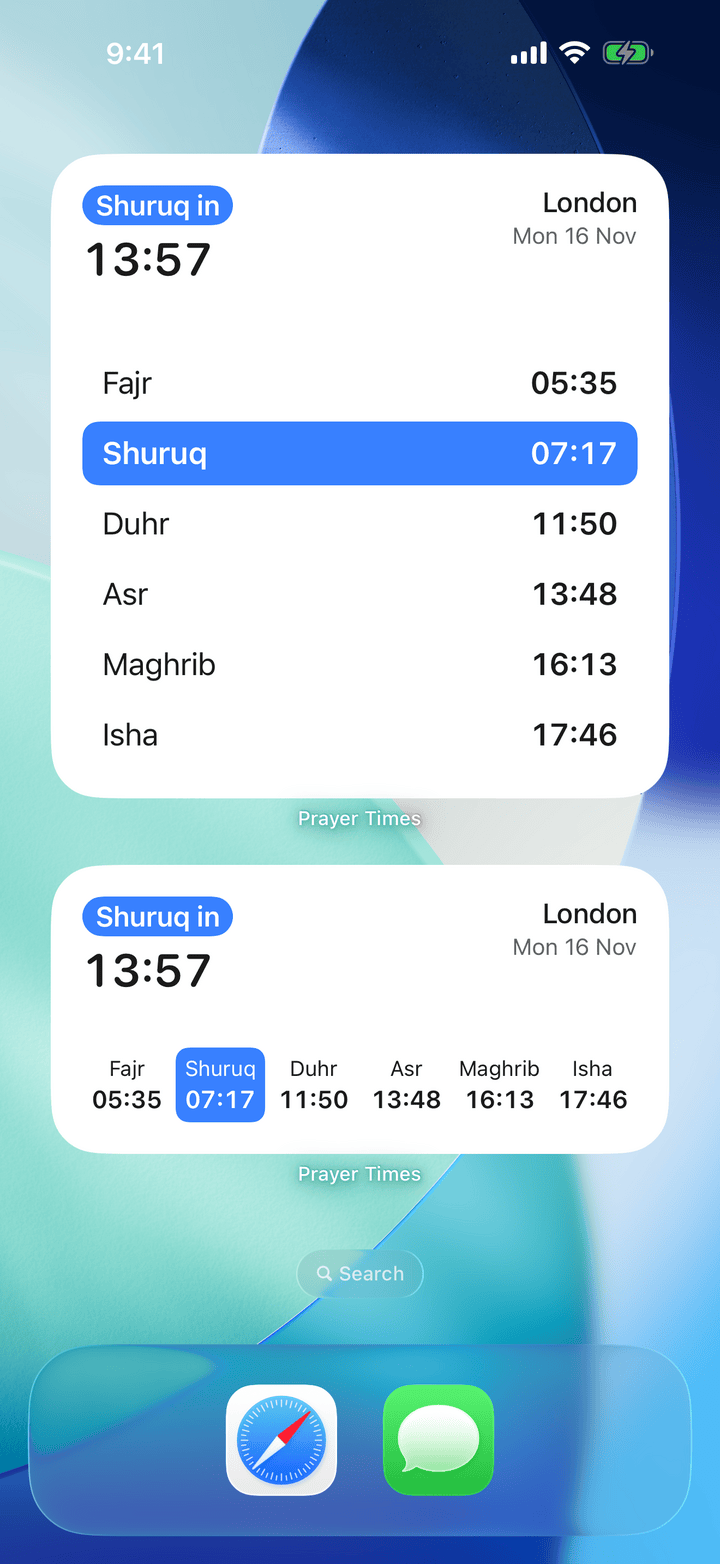 9:41
Shuruq in
London
13:57
Mon 16 Nov
Fajr 05:35
Shuruq 07:17
Duhr 11:50
Asr 13:48
Maghrib 16:13
Isha 17:46
Prayer Times
Shuruq in
London
13:57
Mon 16 Nov
Fajr Shuruq Duhr Asr Maghrib Isha
05:35 07:17 11:50 13:48 16:13 17:46
Prayer Times
Search